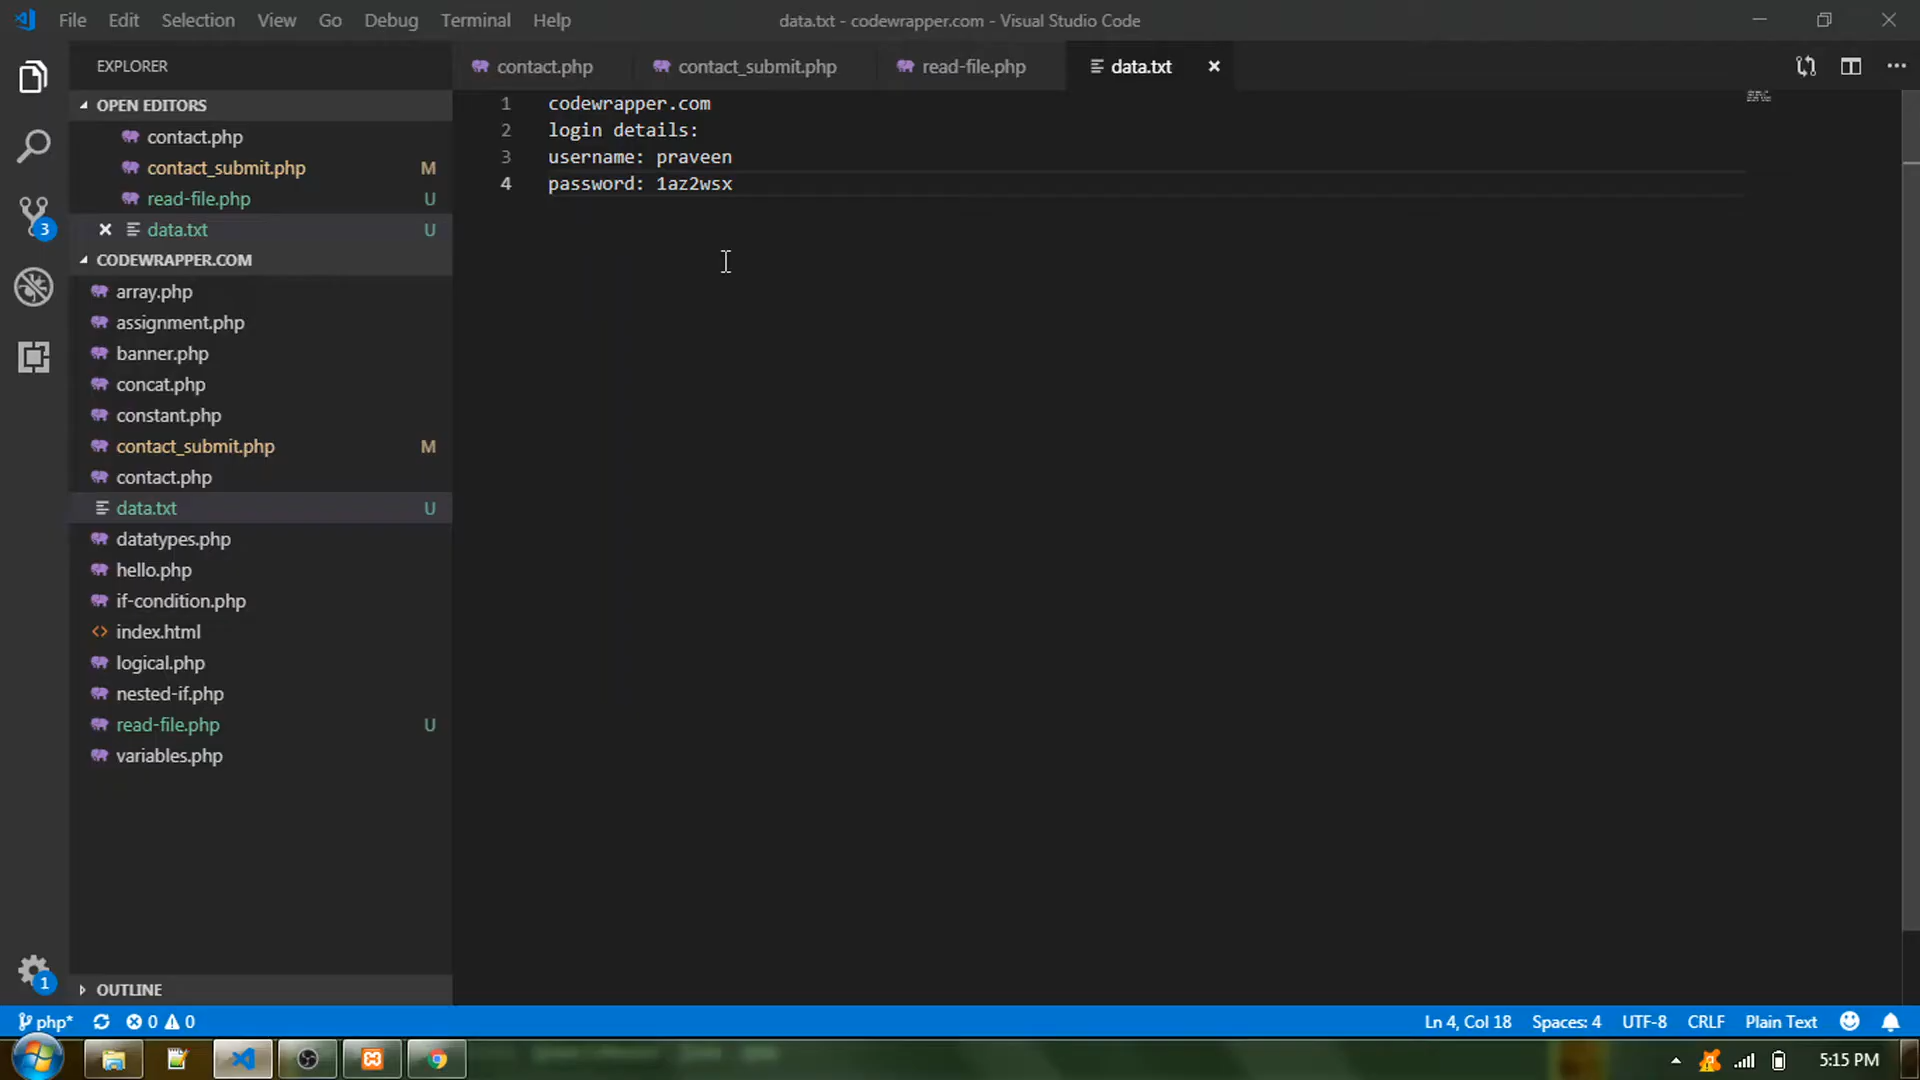 File Edit Selection View Go Debug Terminal Help data.txt - codewrapper.com - Visual Studio Code
EXPLORER
OPEN EDITORS
contact.php
contact_submit.php M
read-file.php U
data.txt U
CODEWRAPPER.COM
array.php
assignment.php
banner.php
concat.php
constant.php
contact_submit.php M
contact.php
data.txt U
datatypes.php
hello.php
if-condition.php
index.html
logical.php
nested-if.php
read-file.php U
variables.php
OUTLINE
contact.php contact_submit.php read-file.php data.txt
1 codewrapper.com
2 login details:
3 username: praveen
4 password: 1az2wsx
3
1
php* 0 0 Ln 4, Col 18 Spaces: 4 UTF-8 CRLF Plain Text
5:15 PM